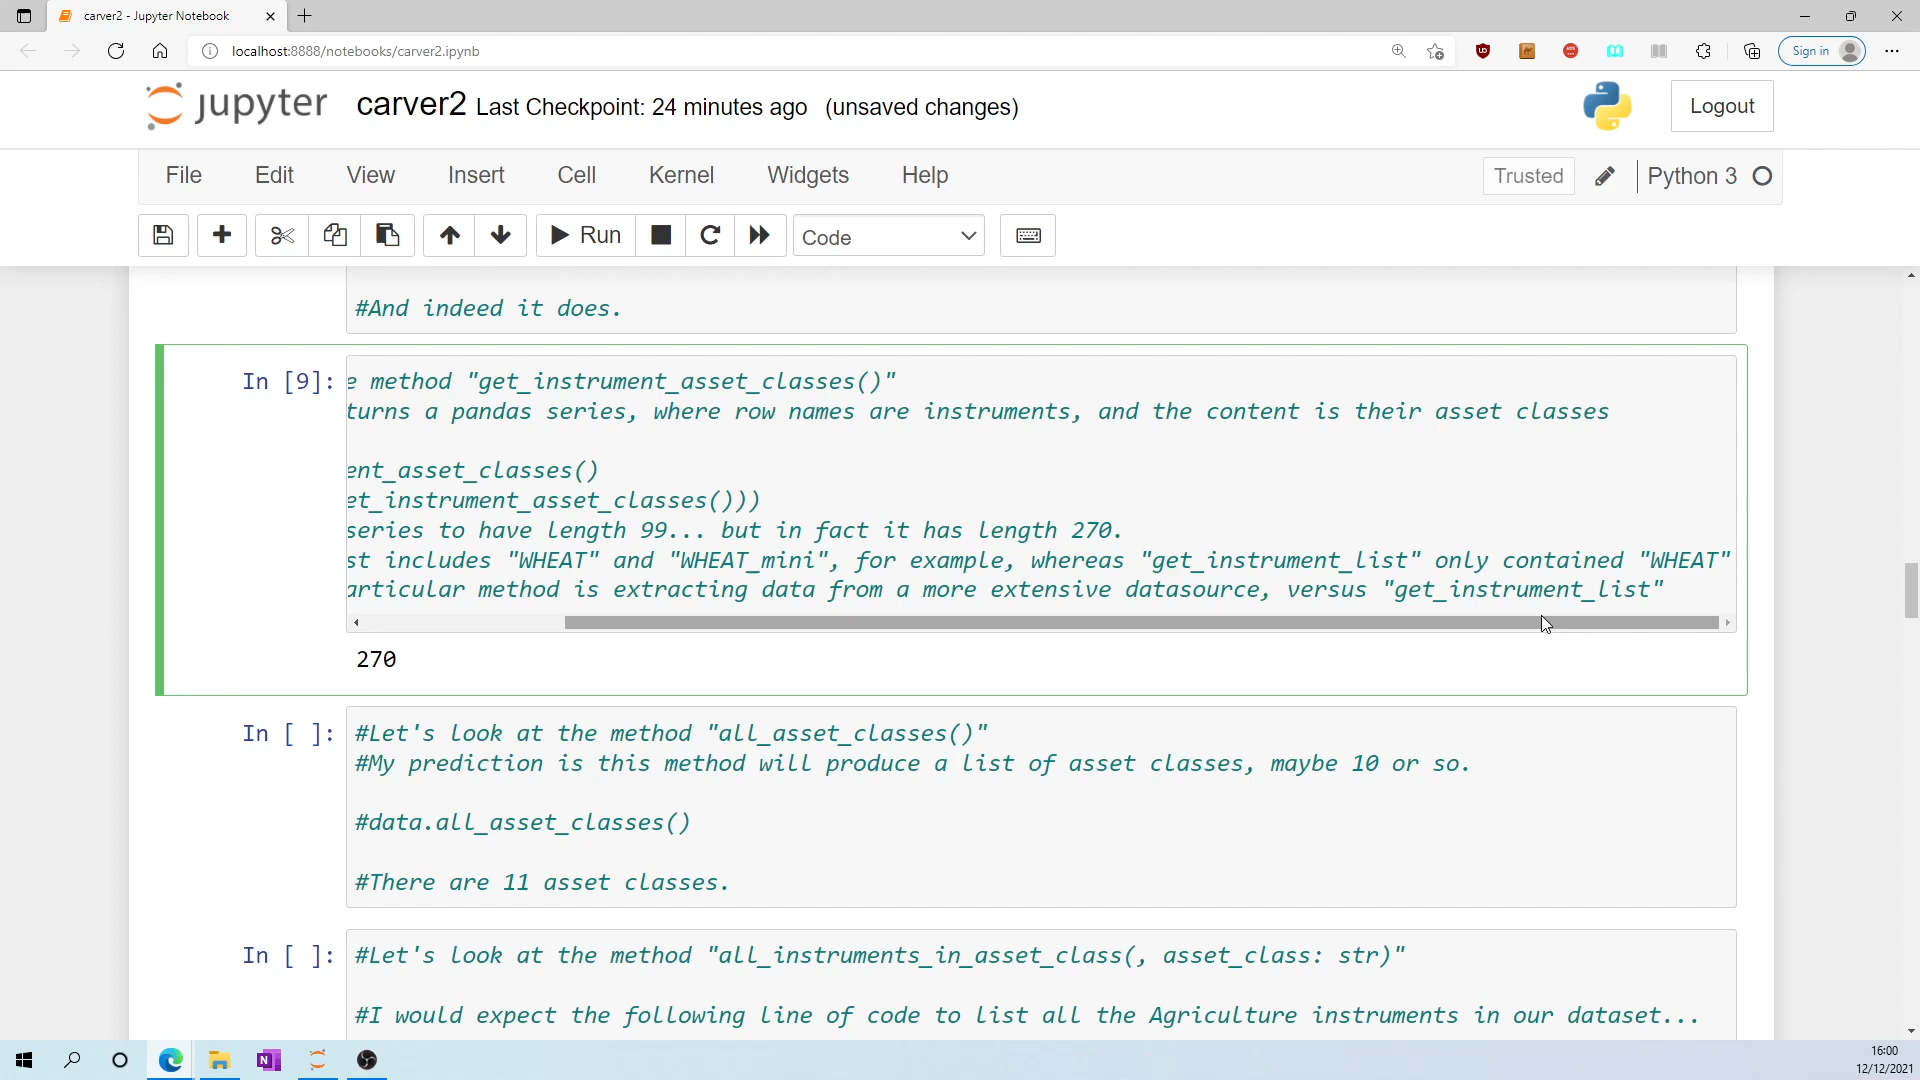 carver2 - Jupyter Notebook
localhost:8888/notebooks/carver2.ipynb
Sign in
jupyter carver2 Last Checkpoint: 24 minutes ago (unsaved changes)
Logout
File Edit View Insert Cell Kernel Widgets Help
Trusted Python 3
Run Code
#And indeed it does.
In [9]:
e method "get_instrument_asset_classes()"
turns a pandas series, where row names are instruments, and the content is their asset classes
ent_asset_classes()
et_instrument_asset_classes()))
series to have length 99... but in fact it has length 270.
st includes "WHEAT" and "WHEAT_mini", for example, whereas "get_instrument_list" only contained "WHEAT"
articular method is extracting data from a more extensive datasource, versus "get_instrument_list"
270
In [ ]:
#Let's look at the method "all_asset_classes()"
#My prediction is this method will produce a list of asset classes, maybe 10 or so.
#data.all_asset_classes()
#There are 11 asset classes.
In [ ]:
#Let's look at the method "all_instruments_in_asset_class(, asset_class: str)"
#I would expect the following line of code to list all the Agriculture instruments in our dataset...
16:00
12/12/2021